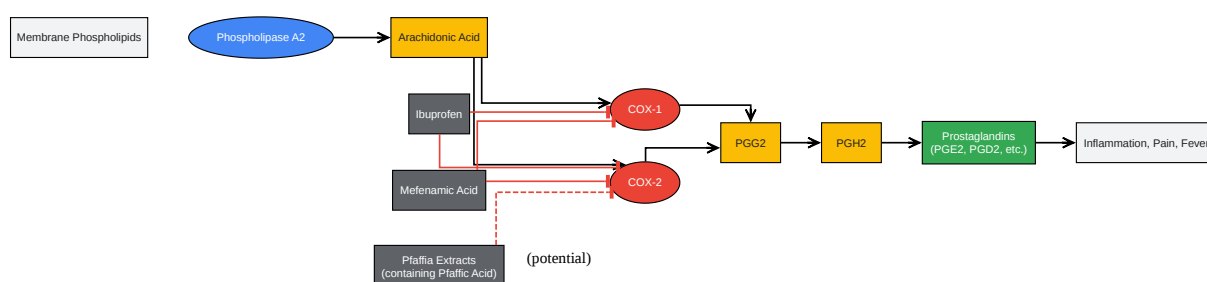 Membrane Phospholipids
Phospholipase A2
Arachidonic Acid
Ibuprofen
COX-1
PGG2
PGH2
Prostaglandins
(PGE2, PGD2, etc.)
Inflammation, Pain, Fever
Mefenamic Acid
COX-2
Pfaffia Extracts
(containing Pfaffic Acid)
(potential)